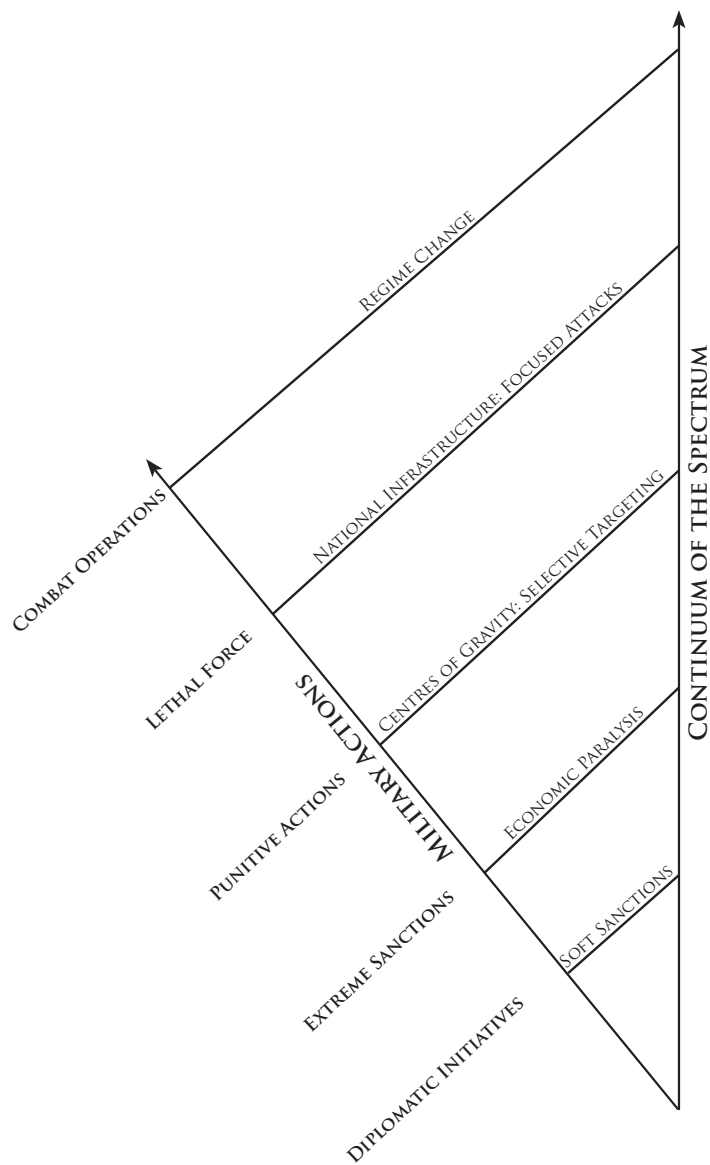 Combat Operations
Lethal Force
Punitive Actions
Extreme Sanctions
Diplomatic Initiatives
Military Actions
Regime Change
National Infrastructure: Focused Attacks
Centres of Gravity: Selective Targeting
Economic Paralysis
Soft Sanctions
Continuum of the Spectrum